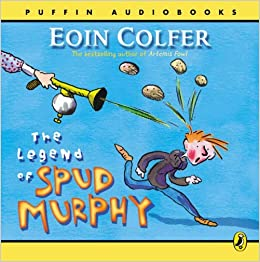 PUFFIN AUDIOBOOKS
EOIN COLFER
The bestselling author of Artemis Fowl
The
Legend
of SPUD
MURPHY